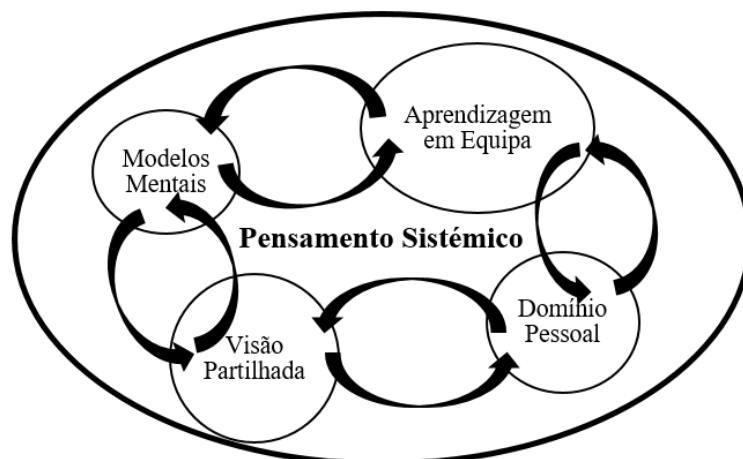 Aprendizagem
em Equipa
Modelos
Mentais
Pensamento Sistémico
Domínio
Pessoal
Visão
Partilhada